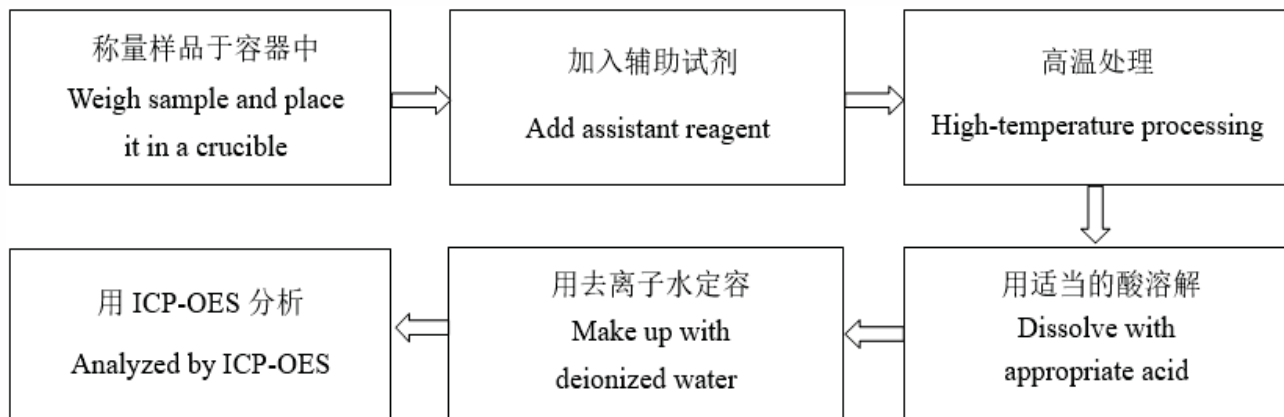 称量样品于容器中
Weigh sample and place
it in a crucible
加入辅助试剂
Add assistant reagent
高温处理
High-temperature processing
用适当的酸溶解
Dissolve with
appropriate acid
用去离子水定容
Make up with
deionized water
用 ICP-OES 分析
Analyzed by ICP-OES